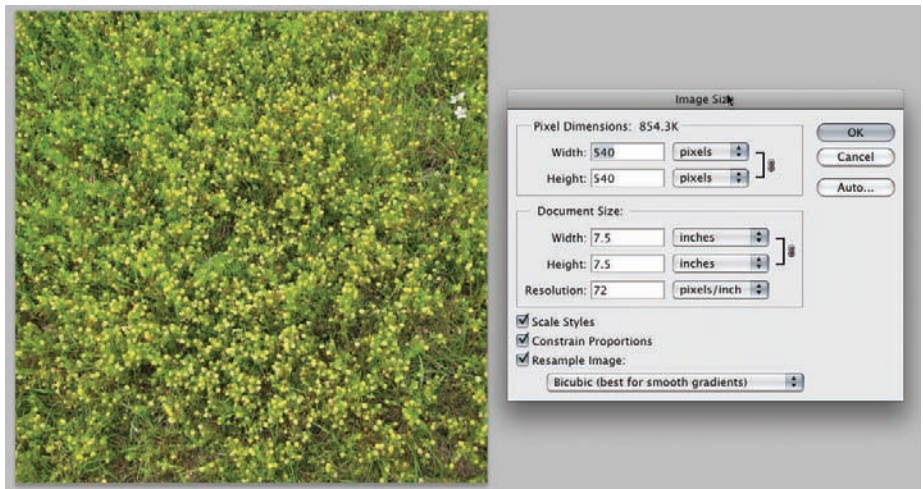 Image Size
Pixel Dimensions: 854.3K
Width: 540 pixels
Height: 540 pixels
OK
Cancel
Auto...
Document Size:
Width: 7.5 inches
Height: 7.5 inches
Resolution: 72 pixels/inch
Scale Styles
Constrain Proportions
Resample Image:
Bicubic (best for smooth gradients)